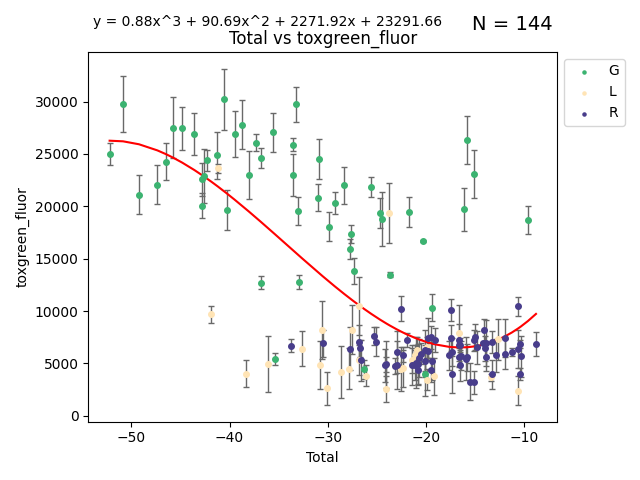 y = 0.88x^3 + 90.69x^2 + 2271.92x + 23291.66
N = 144
Total vs toxgreen_fluor
30000
25000
20000
15000
10000
5000
0
toxgreen_fluor
−50
−40
−30
−20
−10
Total
G
L
R